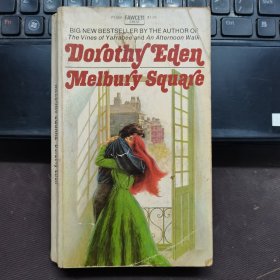 FAWCETT
BIG NEW BESTSELLER BY THE AUTHOR OF
The Vines of Yarrabee and An Afternoon Walk
Dorothy Eden
Melbury Square